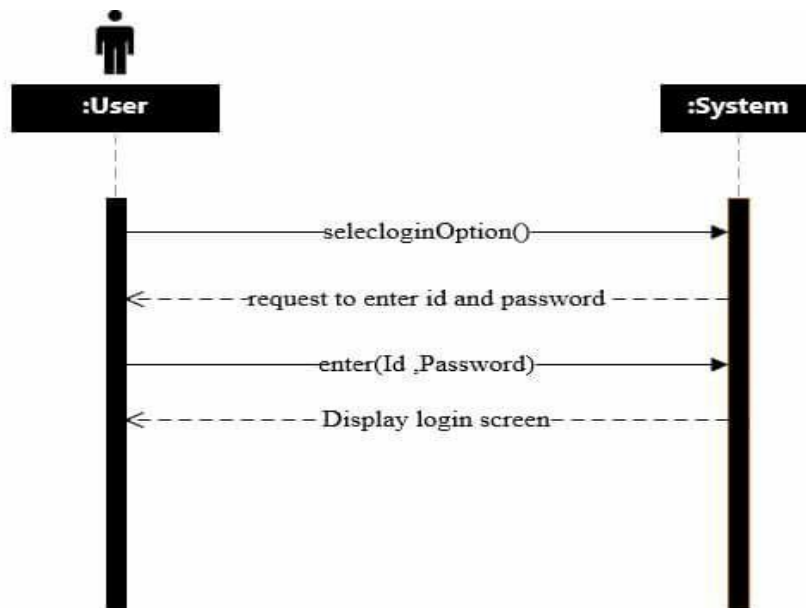 :User
:System
selecloginOption()
request to enter id and password
enter(Id ,Password)
Display login screen